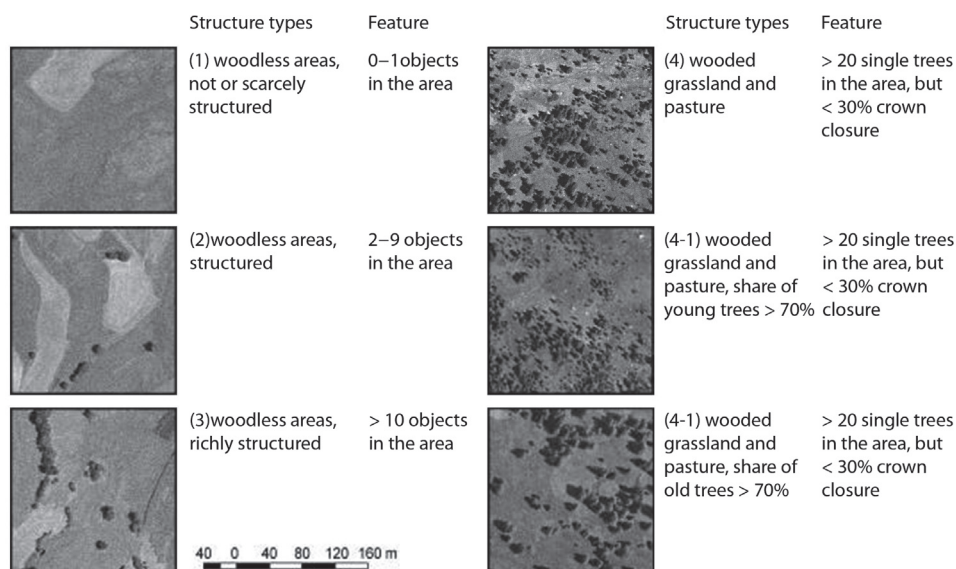 Structure types Feature
(1) woodless areas, 0–1objects
not or scarcely in the area
structured
(2)woodless areas, 2–9 objects
structured in the area
(3)woodless areas, > 10 objects
richly structured in the area
40 0 40 80 120 160 m
Structure types Feature
(4) wooded > 20 single trees
grassland and in the area, but
pasture < 30% crown
closure
(4-1) wooded > 20 single trees
grassland and in the area, but
pasture, share of < 30% crown
young trees > 70% closure
(4-1) wooded > 20 single trees
grassland and in the area, but
pasture, share of < 30% crown
old trees > 70% closure